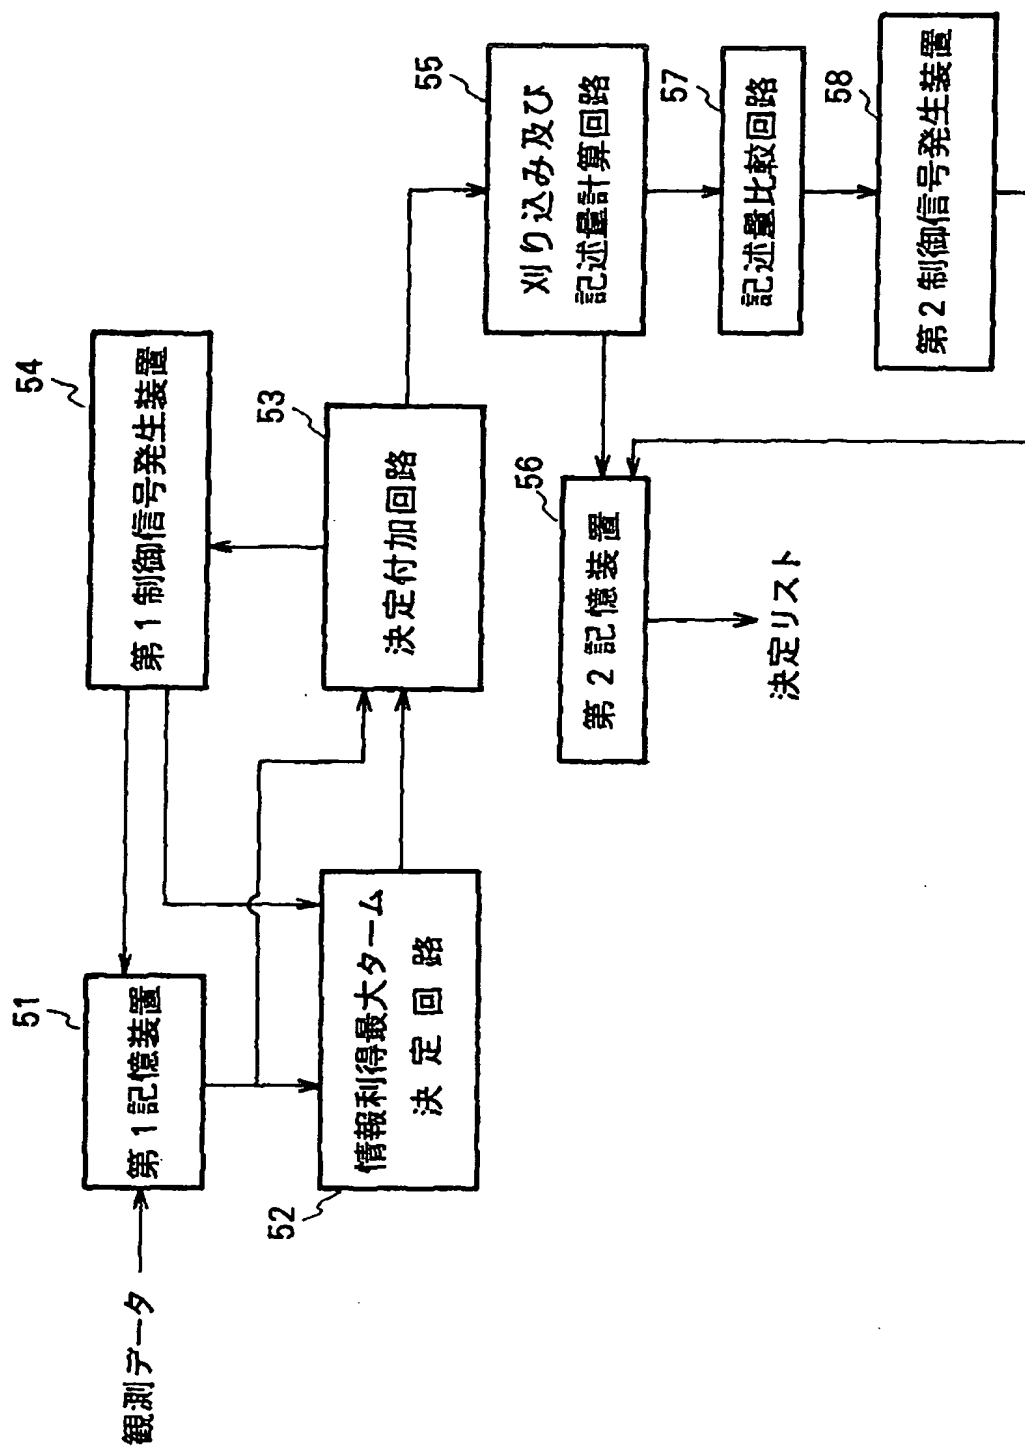 観測データ
51
第1記憶装置
52
情報利得最大ターム
決定回路
53
決定付加回路
54
第1制御信号発生装置
55
刈り込み及び
記述量計算回路
56
第2記憶装置
決定リスト
57
記述量比較回路
58
第2制御信号発生装置